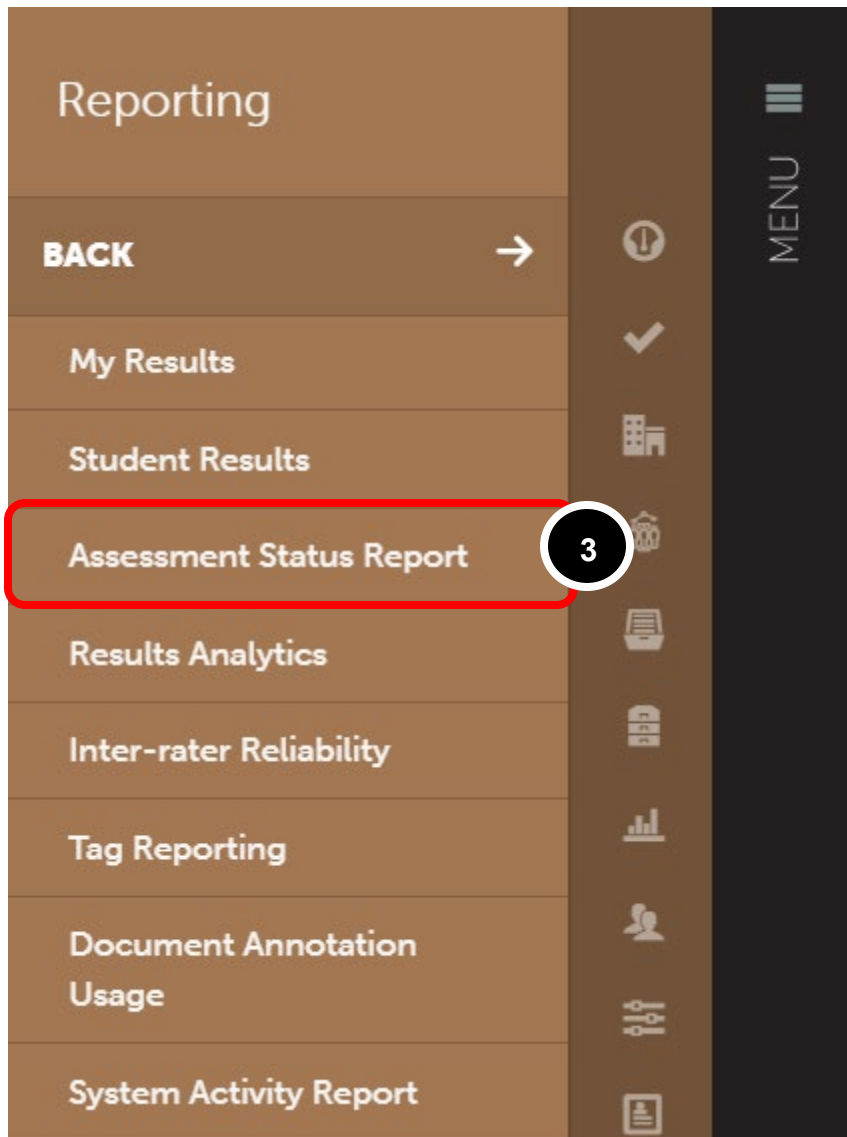 Reporting
MENU
BACK
My Results
Student Results
Assessment Status Report
3
Results Analytics
Inter-rater Reliability
Tag Reporting
Document Annotation
Usage
System Activity Report